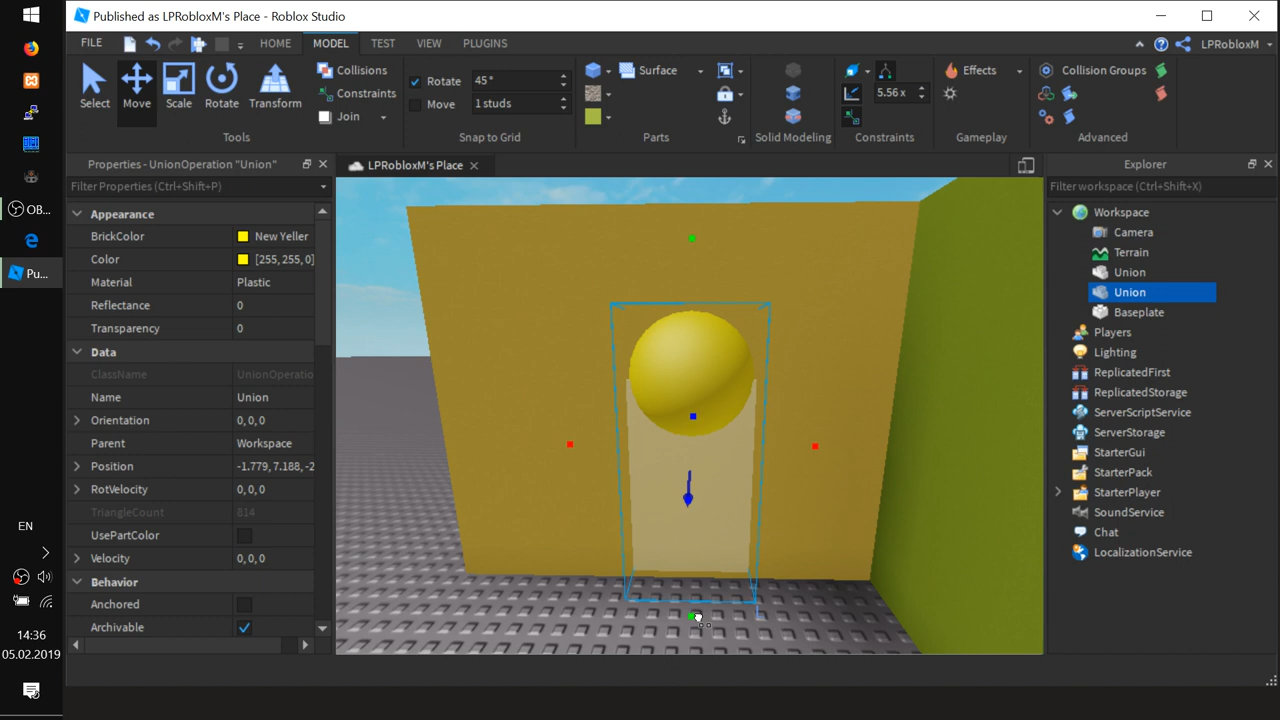 Published as LPRobloxM's Place - Roblox Studio
FILE
HOME
MODEL
TEST
VIEW
PLUGINS
LPRobloxM
Select
Move
Scale
Rotate
Transform
Collisions
Constraints
Join
Tools
Rotate
45°
Move
1 studs
Snap to Grid
Surface
Parts
Solid Modeling
5.56 x
Constraints
Effects
Gameplay
Collision Groups
Advanced
Properties - UnionOperation "Union"
Filter Properties (Ctrl+Shift+P)
Appearance
BrickColor New Yeller
Color [255, 255, 0]
Material Plastic
Reflectance 0
Transparency 0
Data
ClassName UnionOperatio
Name Union
Orientation 0, 0, 0
Parent Workspace
Position -1.779, 7.188, -2
RotVelocity 0, 0, 0
TriangleCount 814
UsePartColor
Velocity 0, 0, 0
Behavior
Anchored
Archivable
LPRobloxM's Place
Explorer
Filter workspace (Ctrl+Shift+X)
Workspace
Camera
Terrain
Union
Union
Baseplate
Players
Lighting
ReplicatedFirst
ReplicatedStorage
ServerScriptService
ServerStorage
StarterGui
StarterPack
StarterPlayer
SoundService
Chat
LocalizationService
OB...
Pu...
EN
14:36
05.02.2019